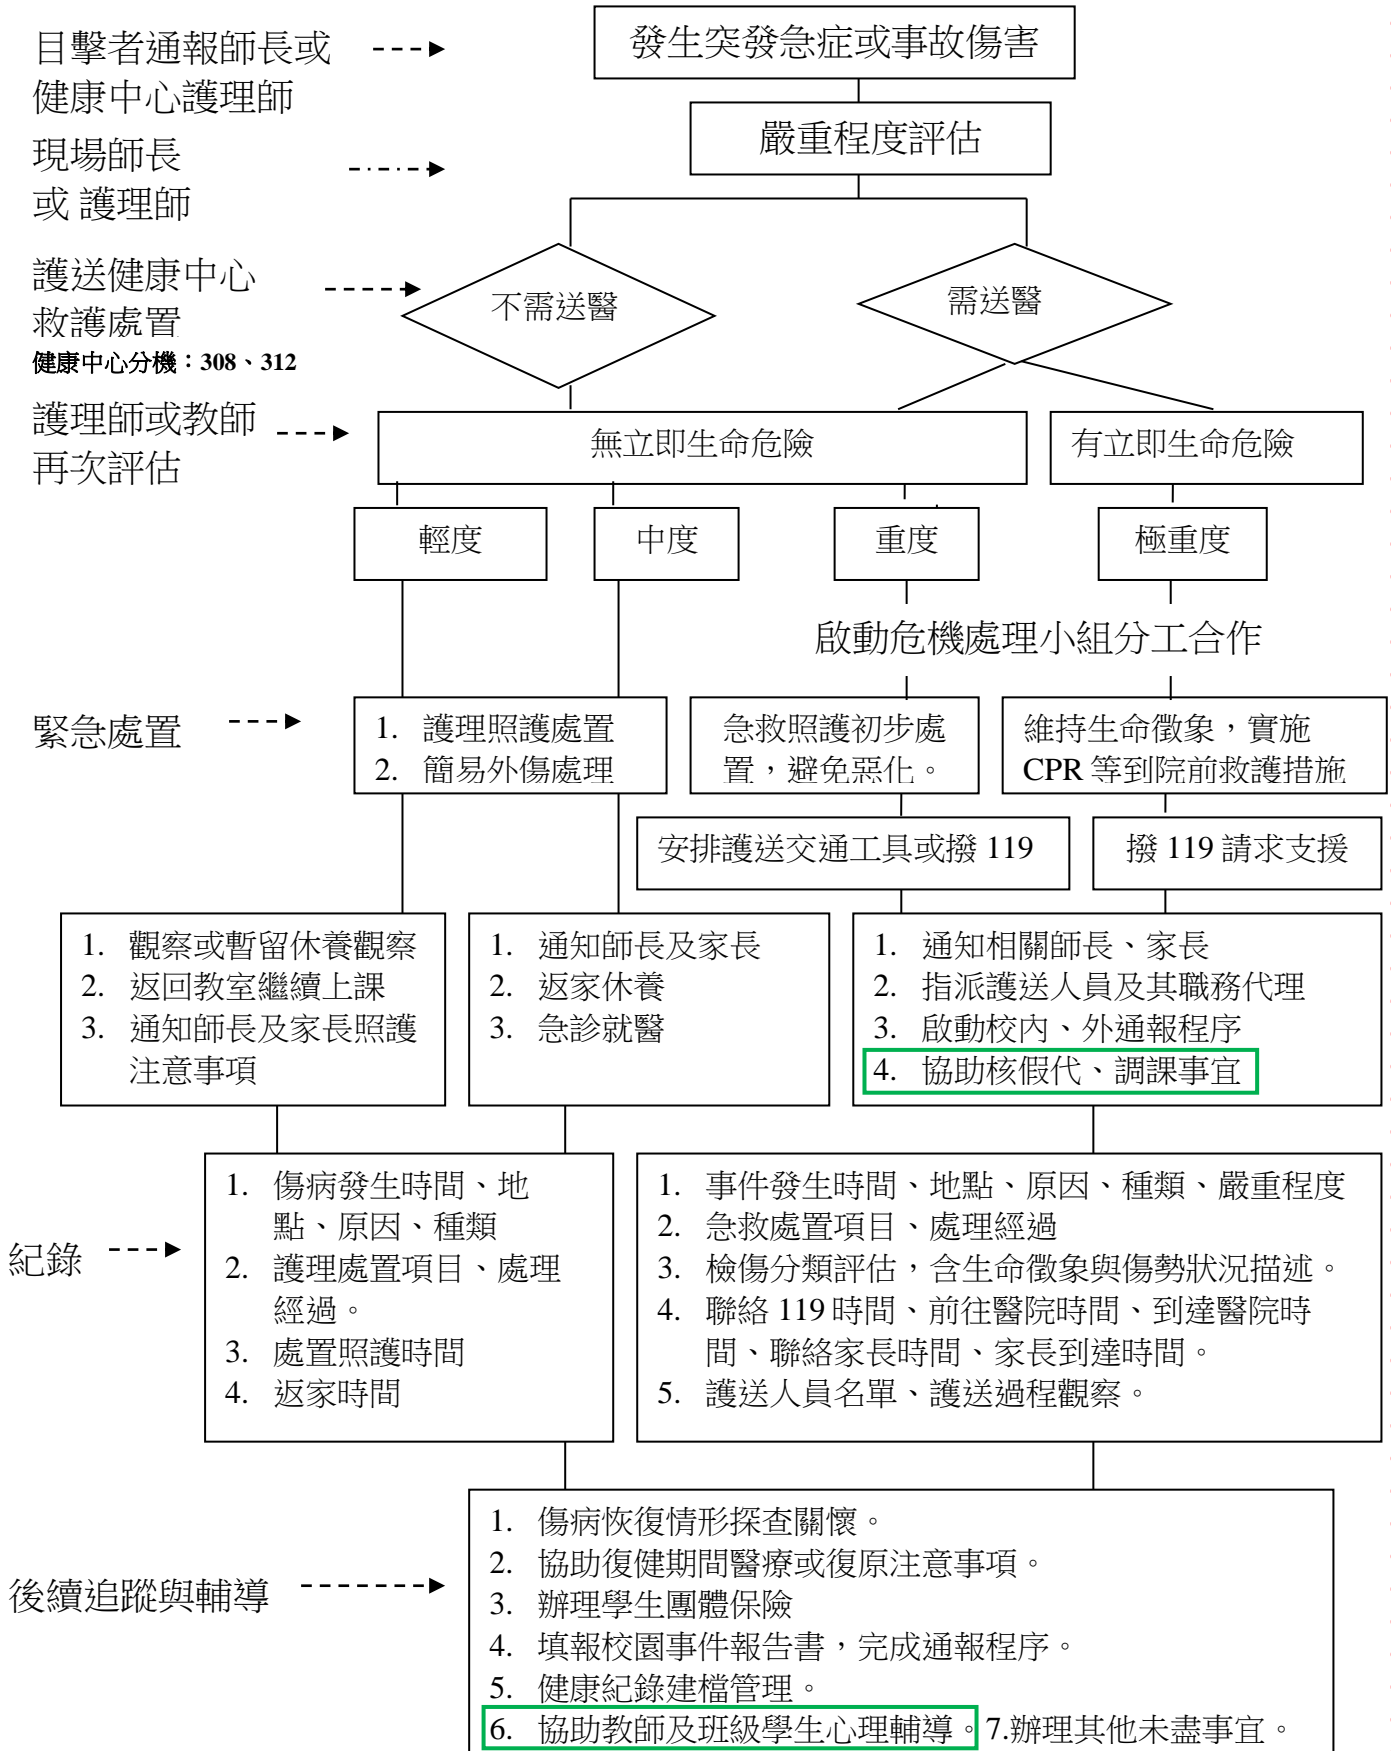 目擊者通報師長或
健康中心護理師
發生突發急症或事故傷害
嚴重程度評估
現場師長
或 護理師
護送健康中心
救護處置
健康中心分機：308、312
不需送醫
需送醫
護理師或教師
再次評估
無立即生命危險
有立即生命危險
輕度
中度
重度
極重度
啟動危機處理小組分工合作
緊急處置
1. 護理照護處置
2. 簡易外傷處理
急救照護初步處
置，避免惡化。
維持生命徵象，實施
CPR 等到院前救護措施
安排護送交通工具或撥 119
撥 119 請求支援
1. 觀察或暫留休養觀察
2. 返回教室繼續上課
3. 通知師長及家長照護
注意事項
1. 通知師長及家長
2. 返家休養
3. 急診就醫
1. 通知相關師長、家長
2. 指派護送人員及其職務代理
3. 啟動校內、外通報程序
4. 協助核假代、調課事宜
紀錄
1. 傷病發生時間、地
點、原因、種類
2. 護理處置項目、處理
經過。
3. 處置照護時間
4. 返家時間
1. 事件發生時間、地點、原因、種類、嚴重程度
2. 急救處置項目、處理經過
3. 檢傷分類評估，含生命徵象與傷勢狀況描述。
4. 聯絡 119 時間、前往醫院時間、到達醫院時
間、聯絡家長時間、家長到達時間。
5. 護送人員名單、護送過程觀察。
後續追蹤與輔導
1. 傷病恢復情形探查關懷。
2. 協助復健期間醫療或復原注意事項。
3. 辦理學生團體保險
4. 填報校園事件報告書，完成通報程序。
5. 健康紀錄建檔管理。
6. 協助教師及班級學生心理輔導。7.辦理其他未盡事宜。